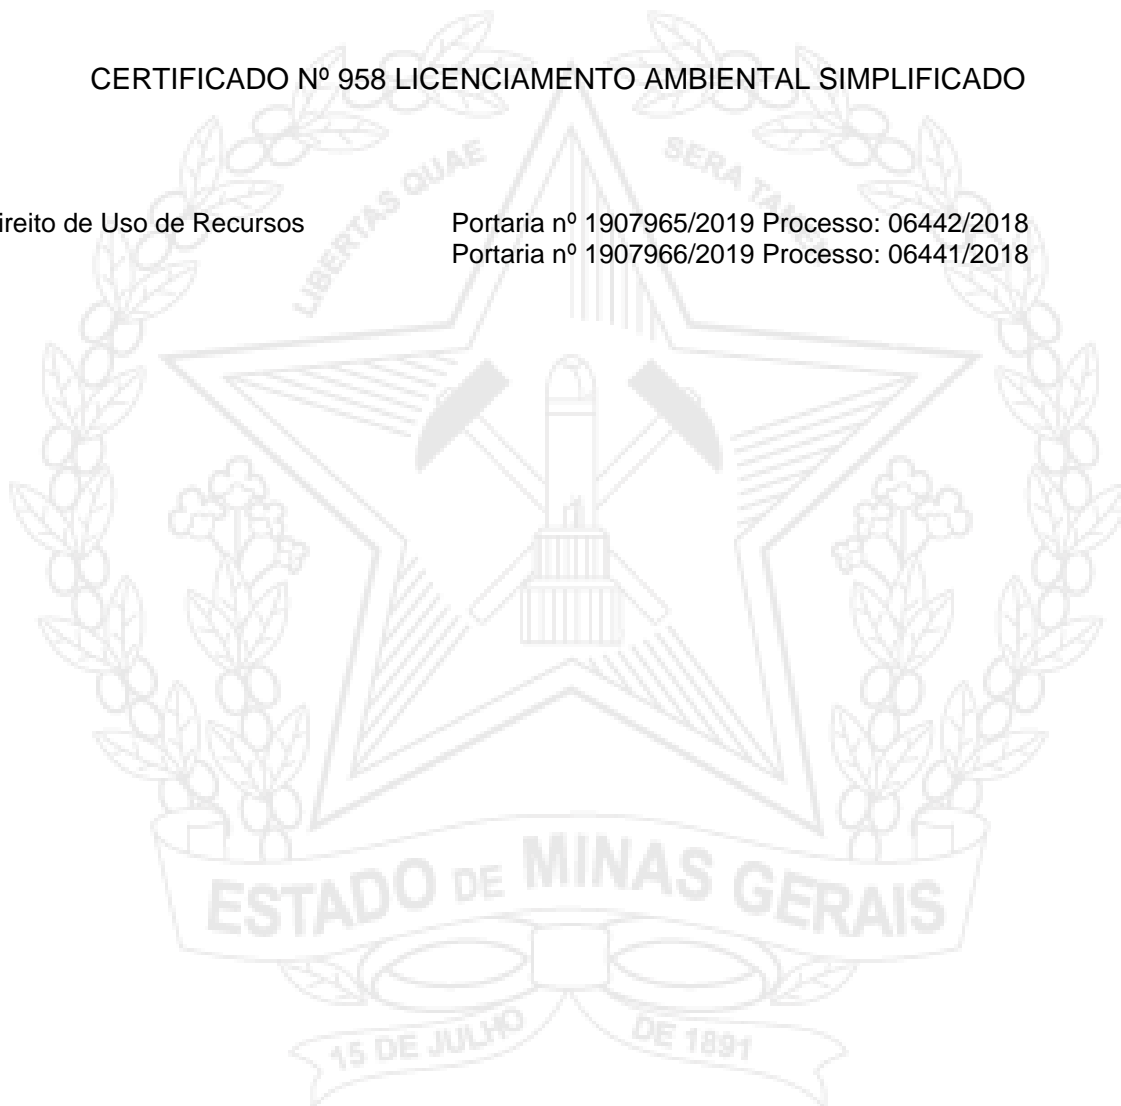 CERTIFICADO Nº 958 LICENCIAMENTO AMBIENTAL SIMPLIFICADO
LIBERTAS QUAE SERA TAMEN
ireito de Uso de Recursos Portaria nº 1907965/2019 Processo: 06442/2018
Portaria nº 1907966/2019 Processo: 06441/2018
ESTADO DE MINAS GERAIS
15 DE JULHO DE 1891